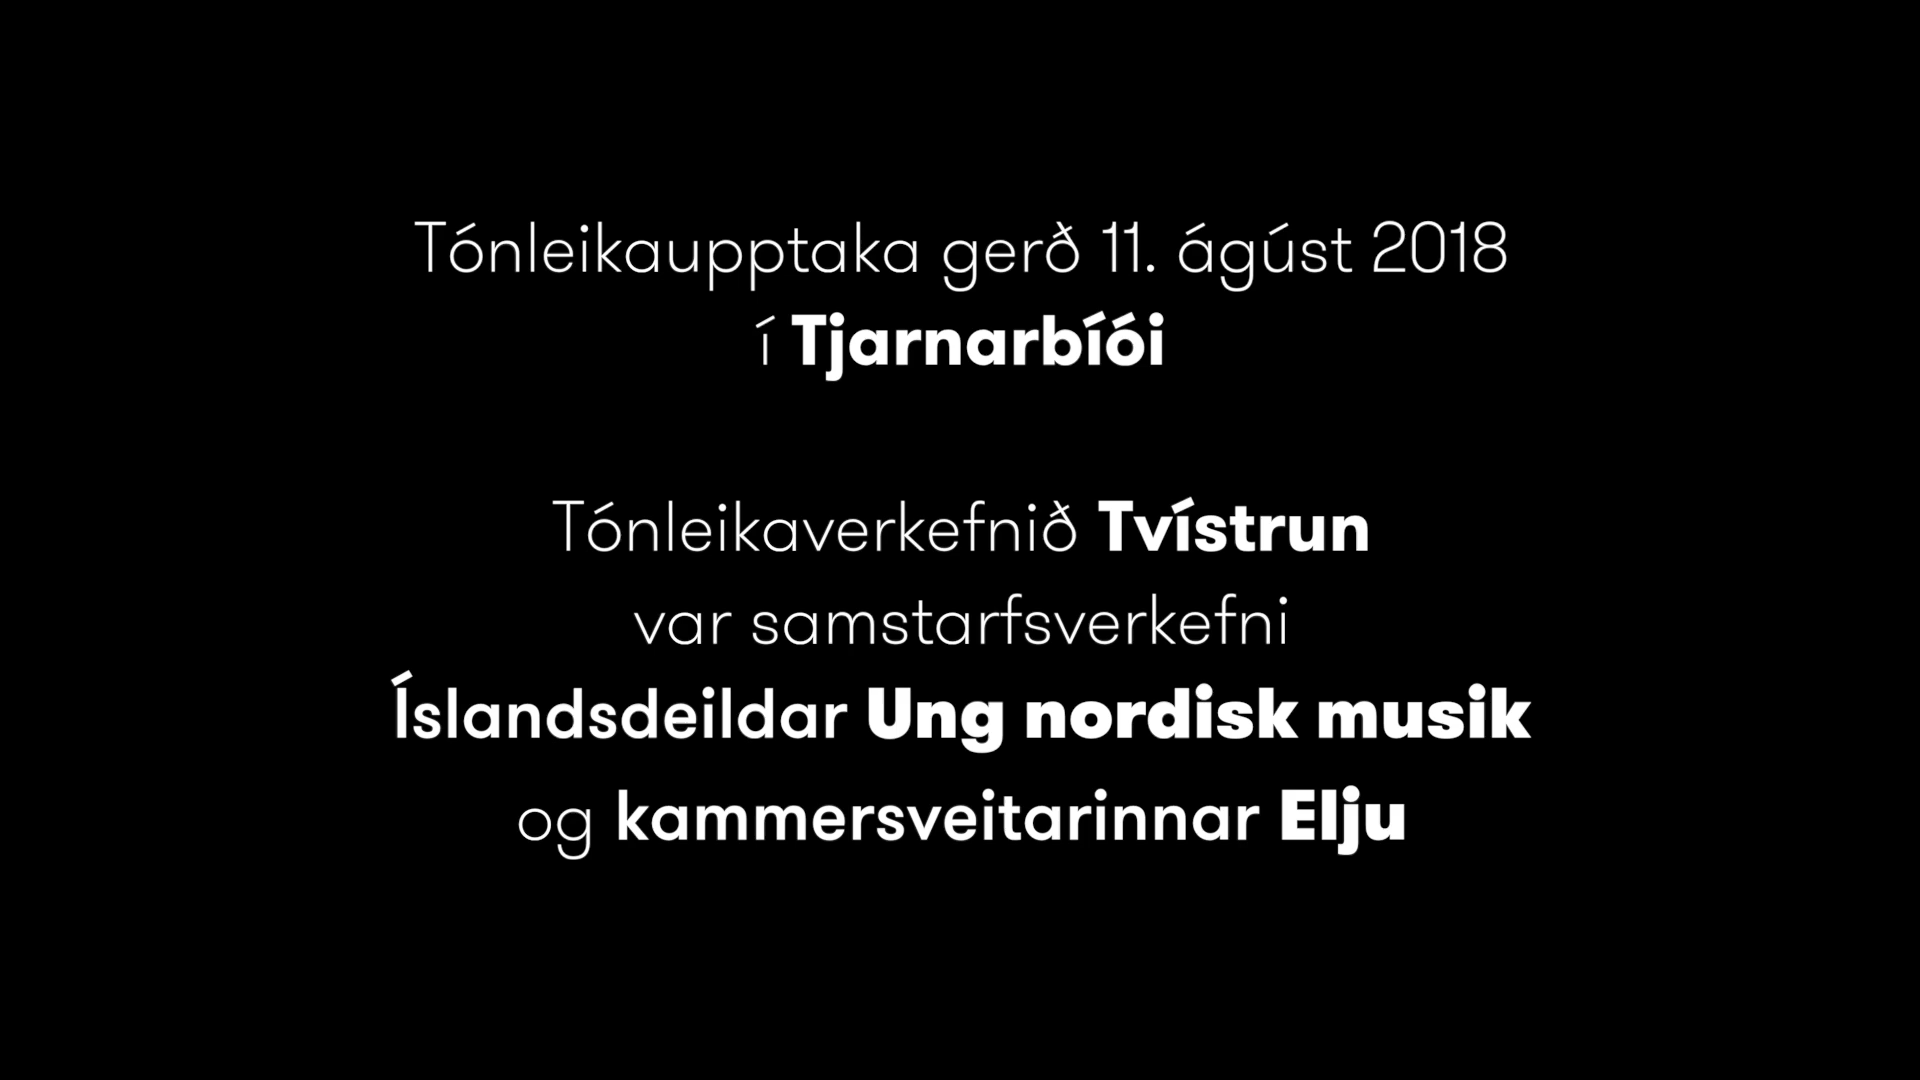 Tónleikaupptaka gerð 11. ágúst 2018
í Tjarnarbíói
Tónleikaverkefnið Tvístrun
var samstarfsverkefni
Íslandsdeildar Ung nordisk musik
og kammersveitarinnar Elju